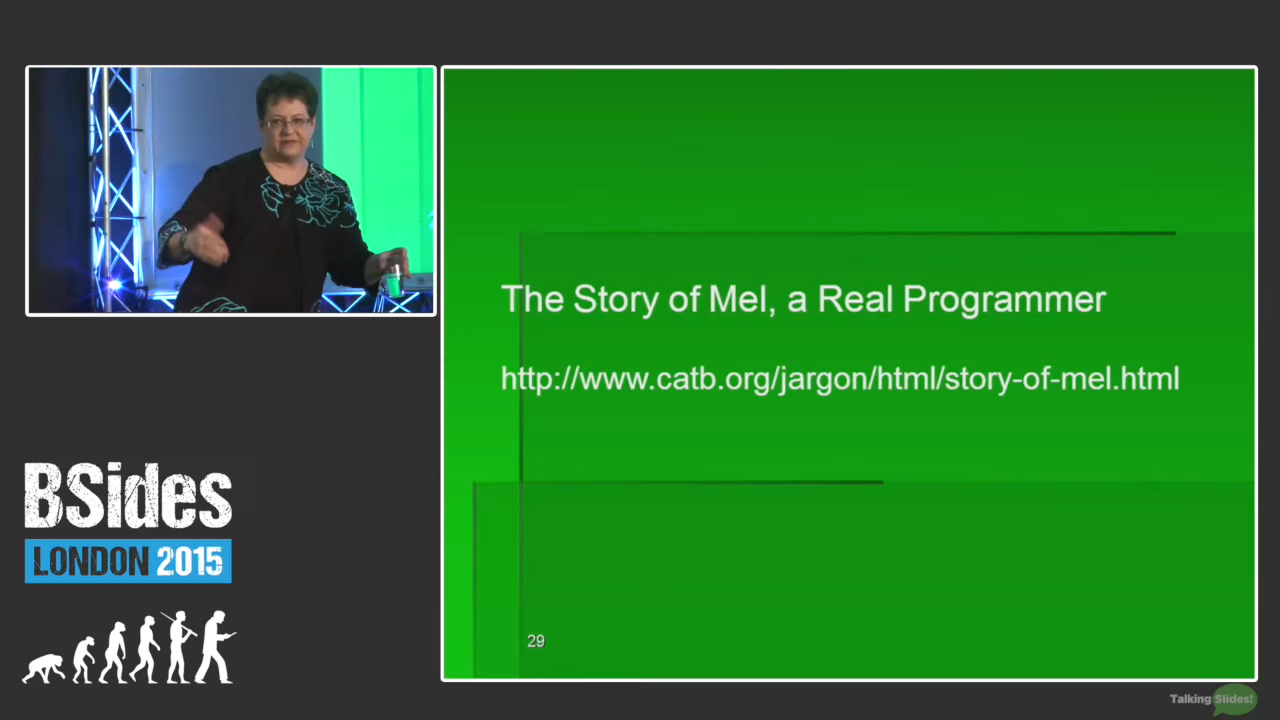 The Story of Mel, a Real Programmer
http://www.catb.org/jargon/html/story-of-mel.html
29
BSides
LONDON 2015
Talking Slides!